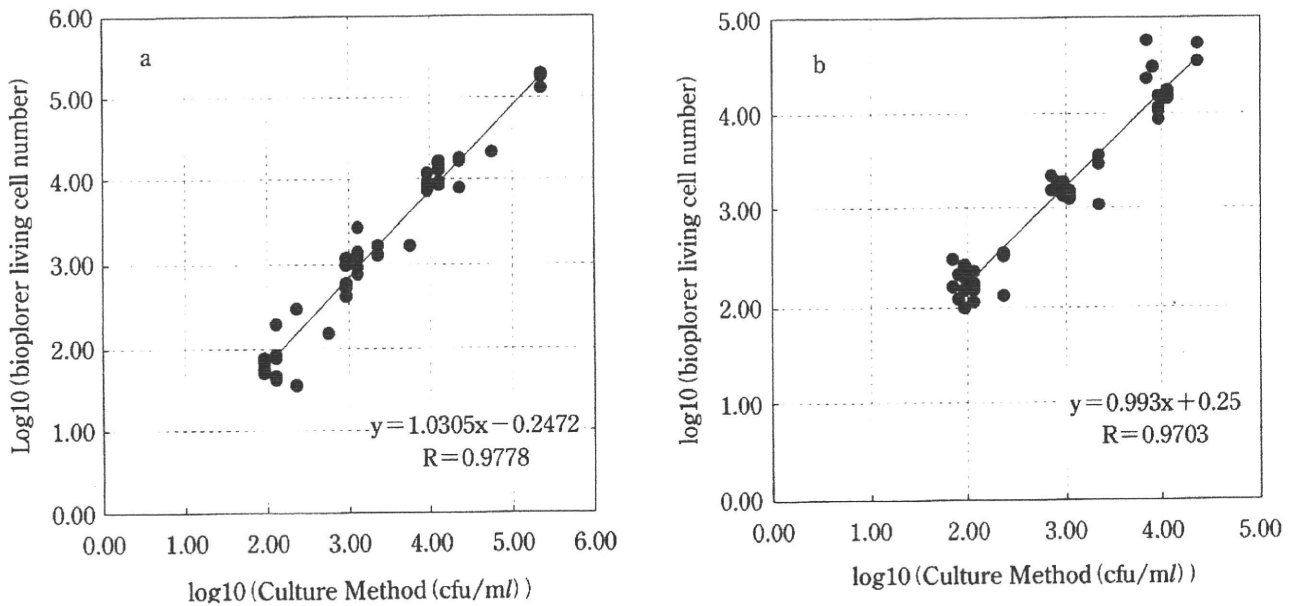 a
Log10 (bioplorer living cell number)
6.00
5.00
4.00
3.00
2.00
1.00
0.00
y=1.0305x−0.2472
R=0.9778
0.00 1.00 2.00 3.00 4.00 5.00 6.00
log10 (Culture Method (cfu/ml) )
b
log10 (bioplorer living cell number)
5.00
4.00
3.00
2.00
1.00
0.00
y=0.993x+0.25
R=0.9703
0.00 1.00 2.00 3.00 4.00 5.00
log10 (Culture Method (cfu/ml) )